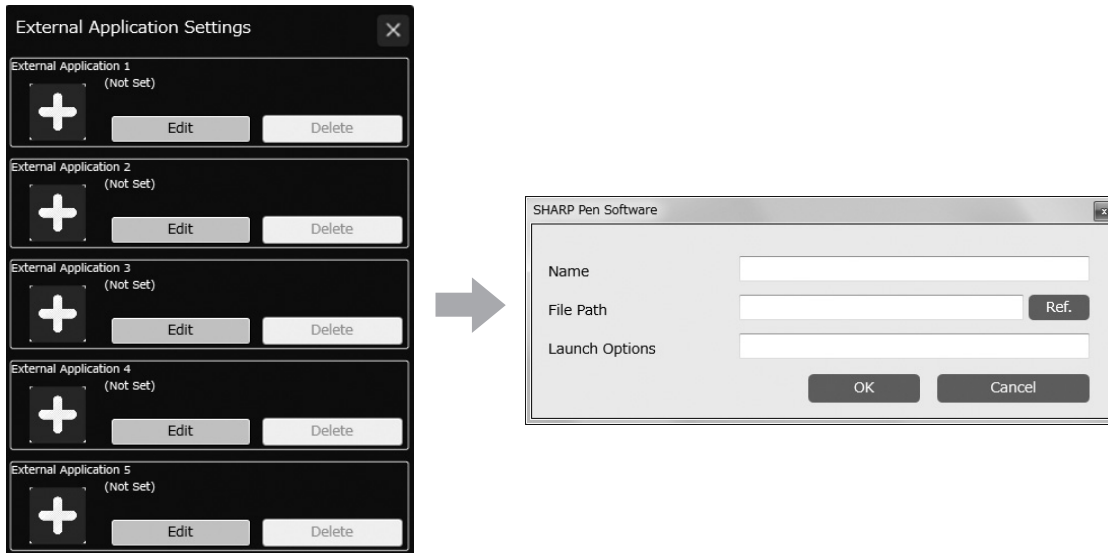 External Application Settings
External Application 1
(Not Set)
Edit Delete
External Application 2
(Not Set)
Edit Delete
External Application 3
(Not Set)
Edit Delete
External Application 4
(Not Set)
Edit Delete
External Application 5
(Not Set)
Edit Delete
SHARP Pen Software
Name
File Path Ref.
Launch Options
OK Cancel